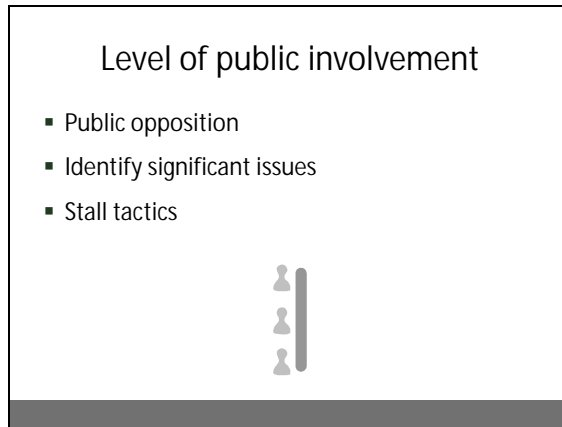 Level of public involvement
▪ Public opposition
▪ Identify significant issues
▪ Stall tactics